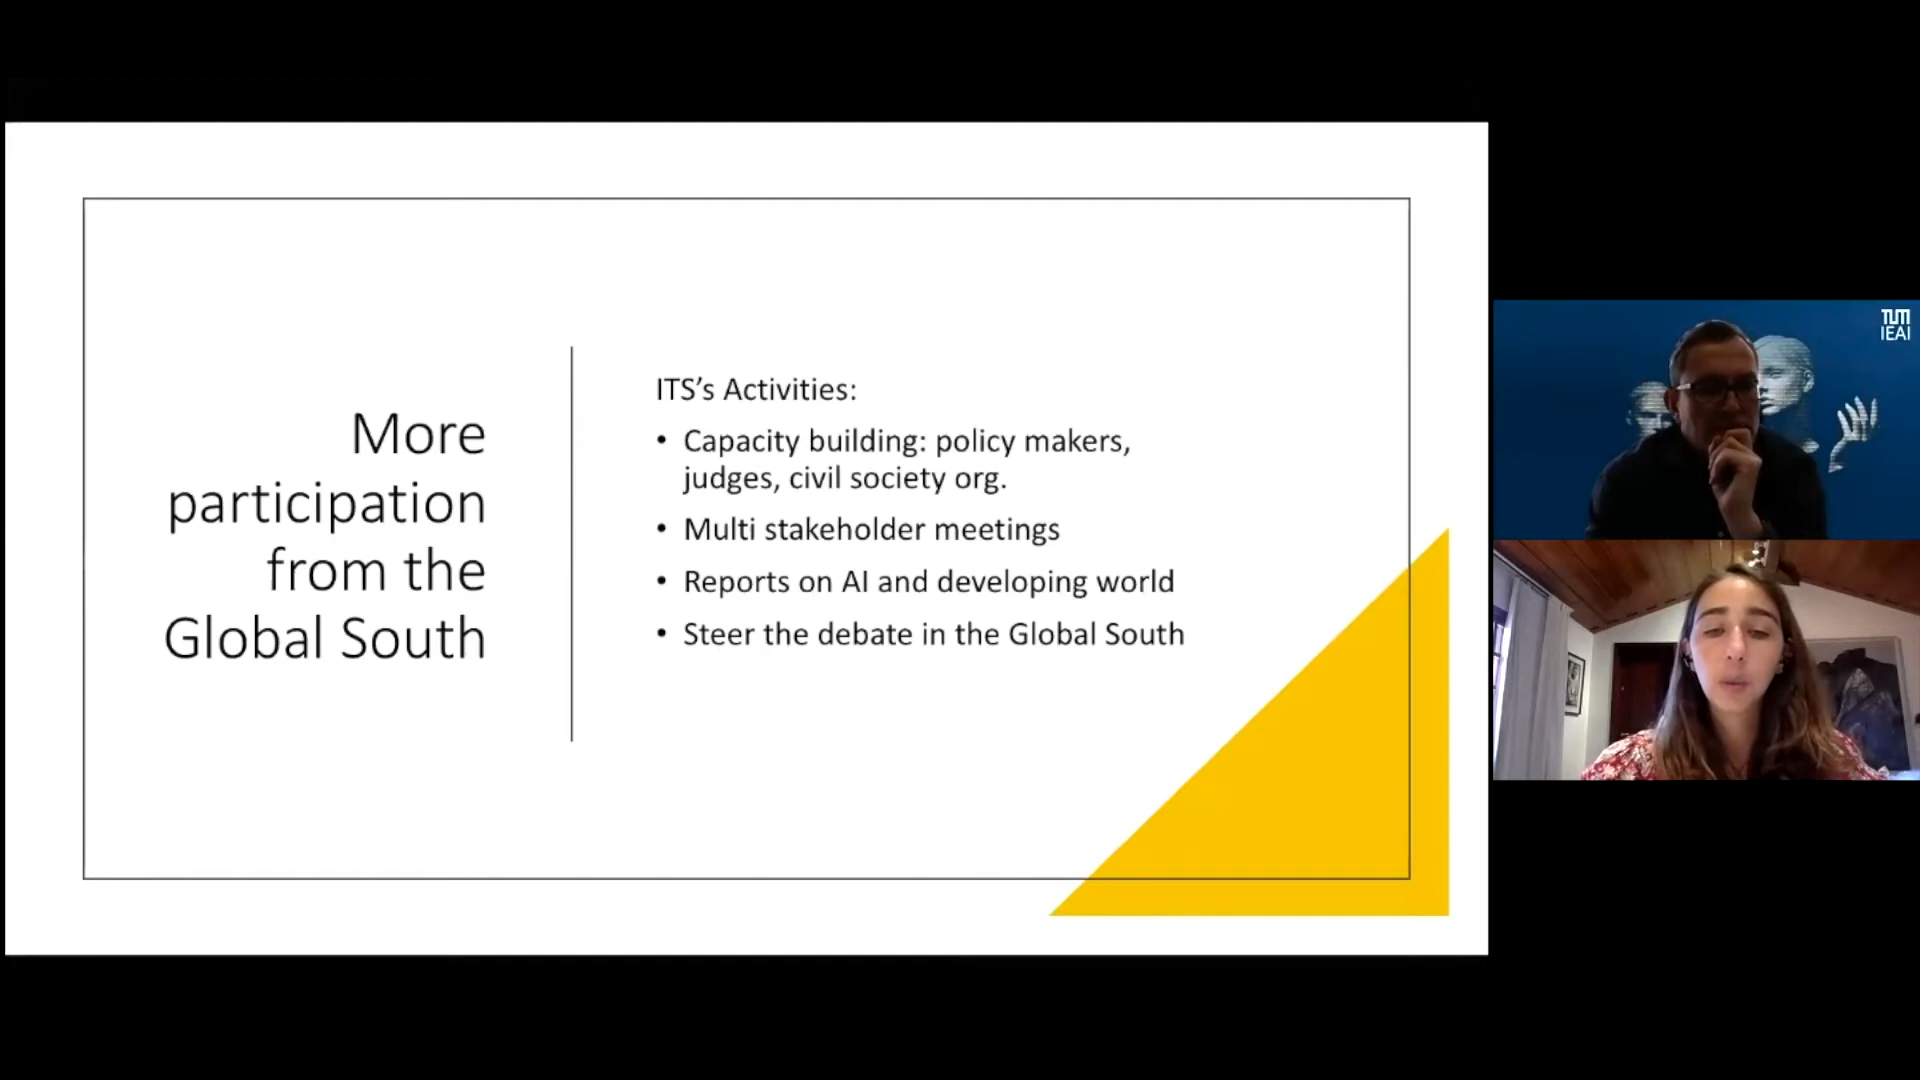 More
participation
from the
Global South
ITS’s Activities:
• Capacity building: policy makers,
judges, civil society org.
• Multi stakeholder meetings
• Reports on AI and developing world
• Steer the debate in the Global South
TUM
IEAI